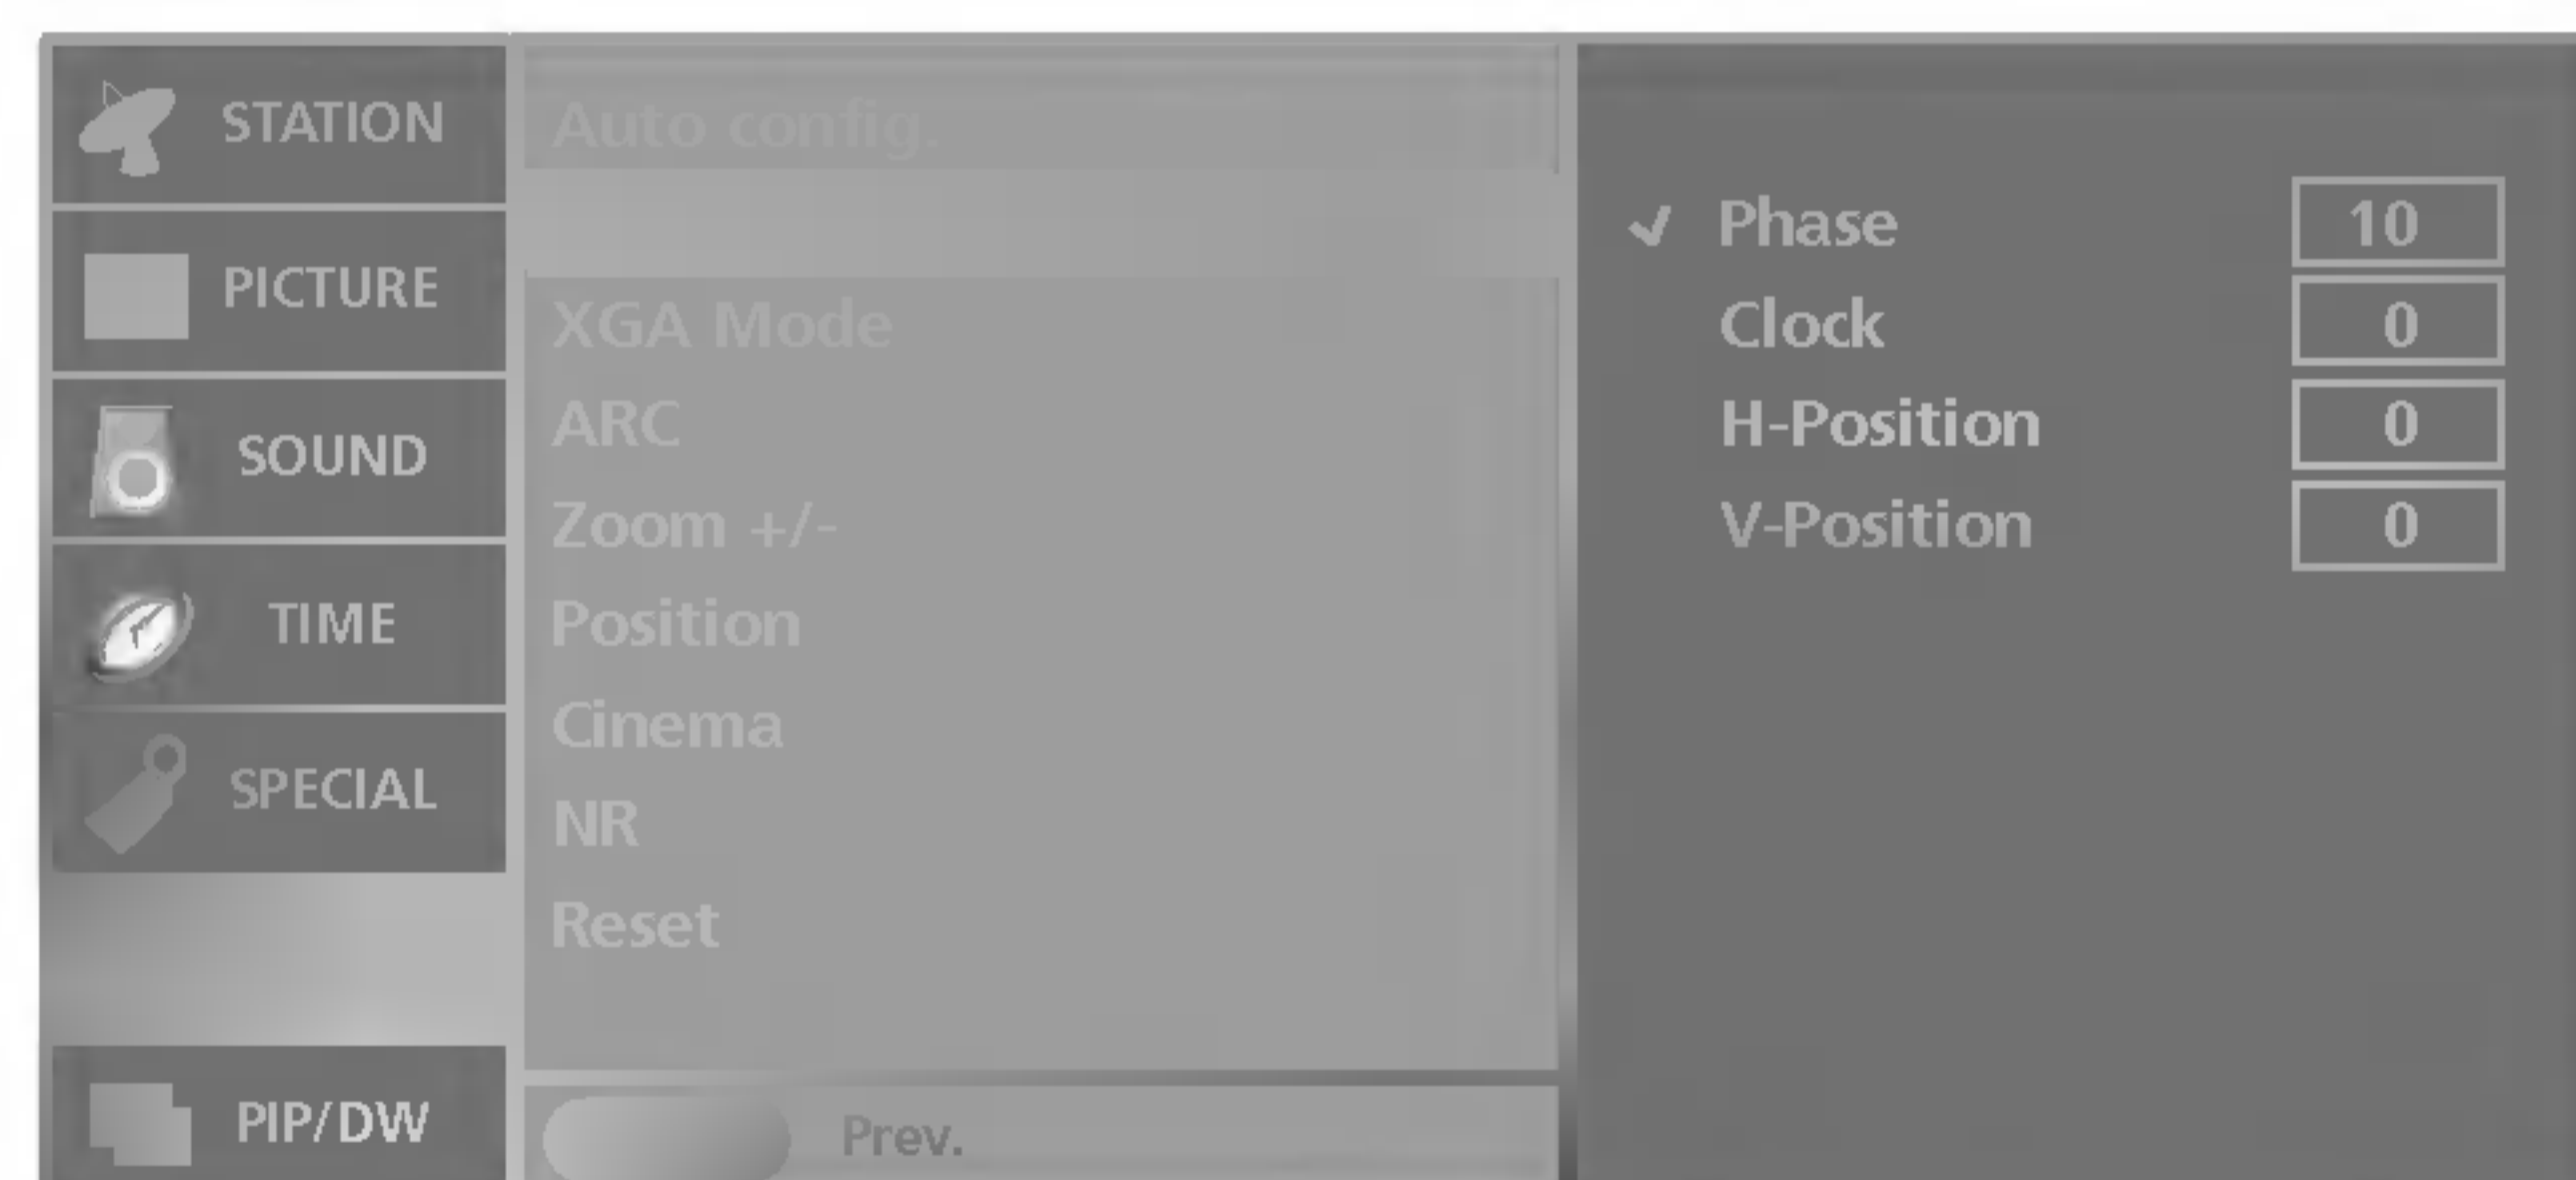 STATION
PICTURE
SOUND
TIME
SPECIAL
PIP/DW
Auto config.
XGA Mode
ARC
Zoom +/-
Position
Cinema
NR
Reset
Prev.
Phase 10
Clock 0
H-Position 0
V-Position 0